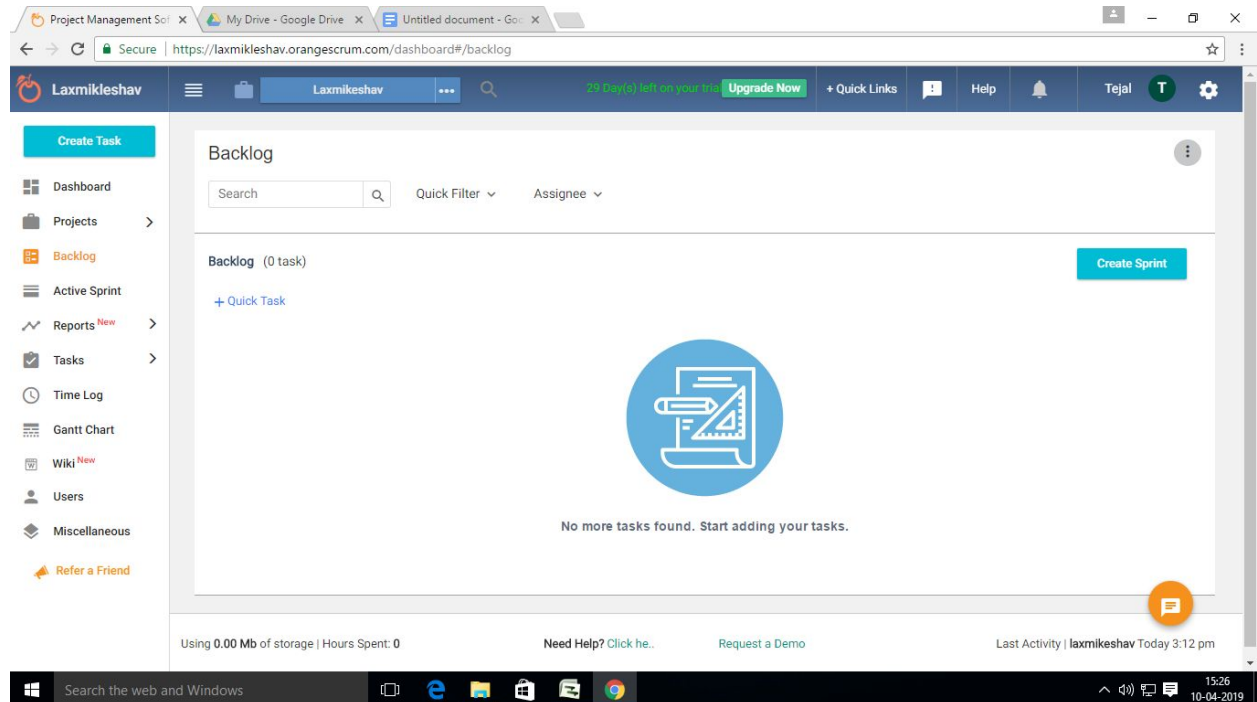 Project Management Sof
My Drive - Google Drive
Untitled document - Goo
Secure
https://laxmikleshav.orangescrum.com/dashboard#/backlog
Laxmikleshav
Laxmikeshav
29 Day(s) left on your trial
Upgrade Now
+ Quick Links
Help
Tejal
T
Create Task
Dashboard
Projects
Backlog
Active Sprint
Reports New
Tasks
Time Log
Gantt Chart
Wiki New
Users
Miscellaneous
Refer a Friend
Backlog
Search
Quick Filter
Assignee
Backlog (0 task)
Create Sprint
+ Quick Task
No more tasks found. Start adding your tasks.
Using 0.00 Mb of storage | Hours Spent: 0
Need Help? Click he..
Request a Demo
Last Activity | laxmikeshav Today 3:12 pm
Search the web and Windows
15:26
10-04-2019